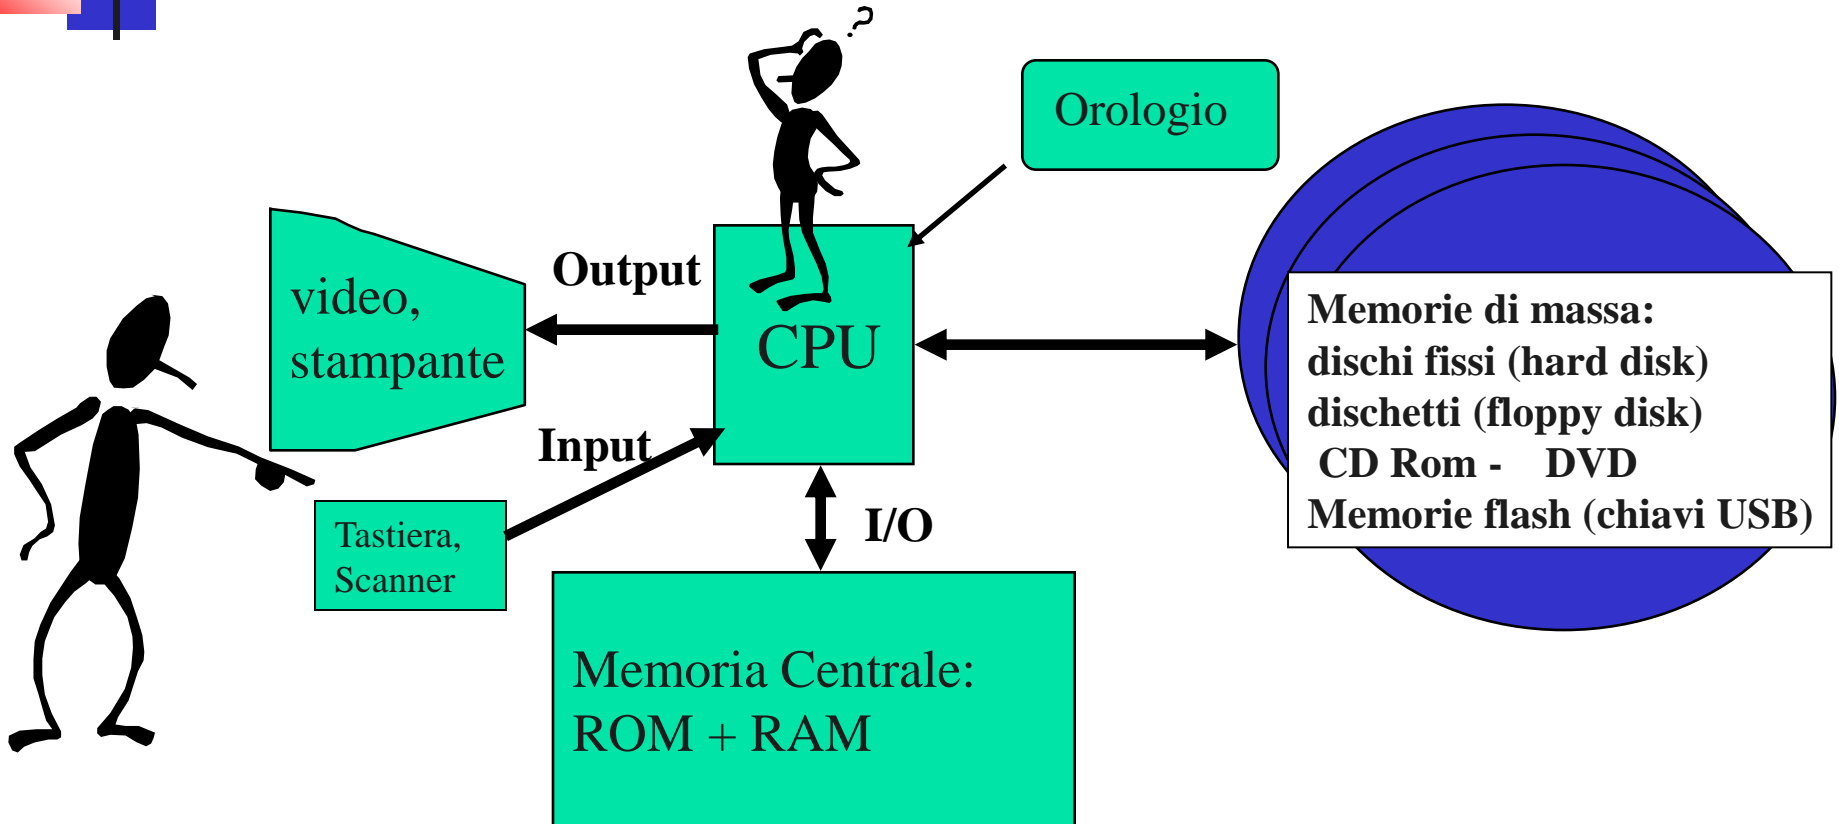 ?
Orologio
Output
video,
stampante
CPU
Input
Memorie di massa:
dischi fissi (hard disk)
dischetti (floppy disk)
CD Rom - DVD
Memorie flash (chiavi USB)
I/O
Tastiera,
Scanner
Memoria Centrale:
ROM + RAM